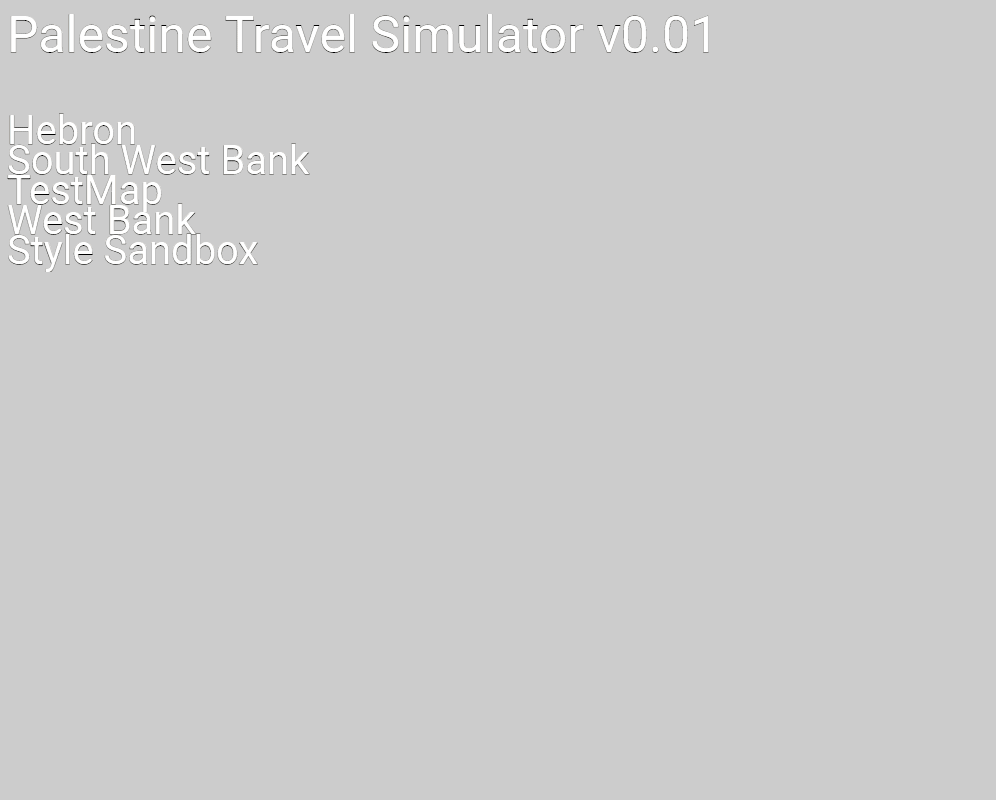 Palestine Travel Simulator v0.01
Hebron
South West Bank
TestMap
West Bank
Style Sandbox